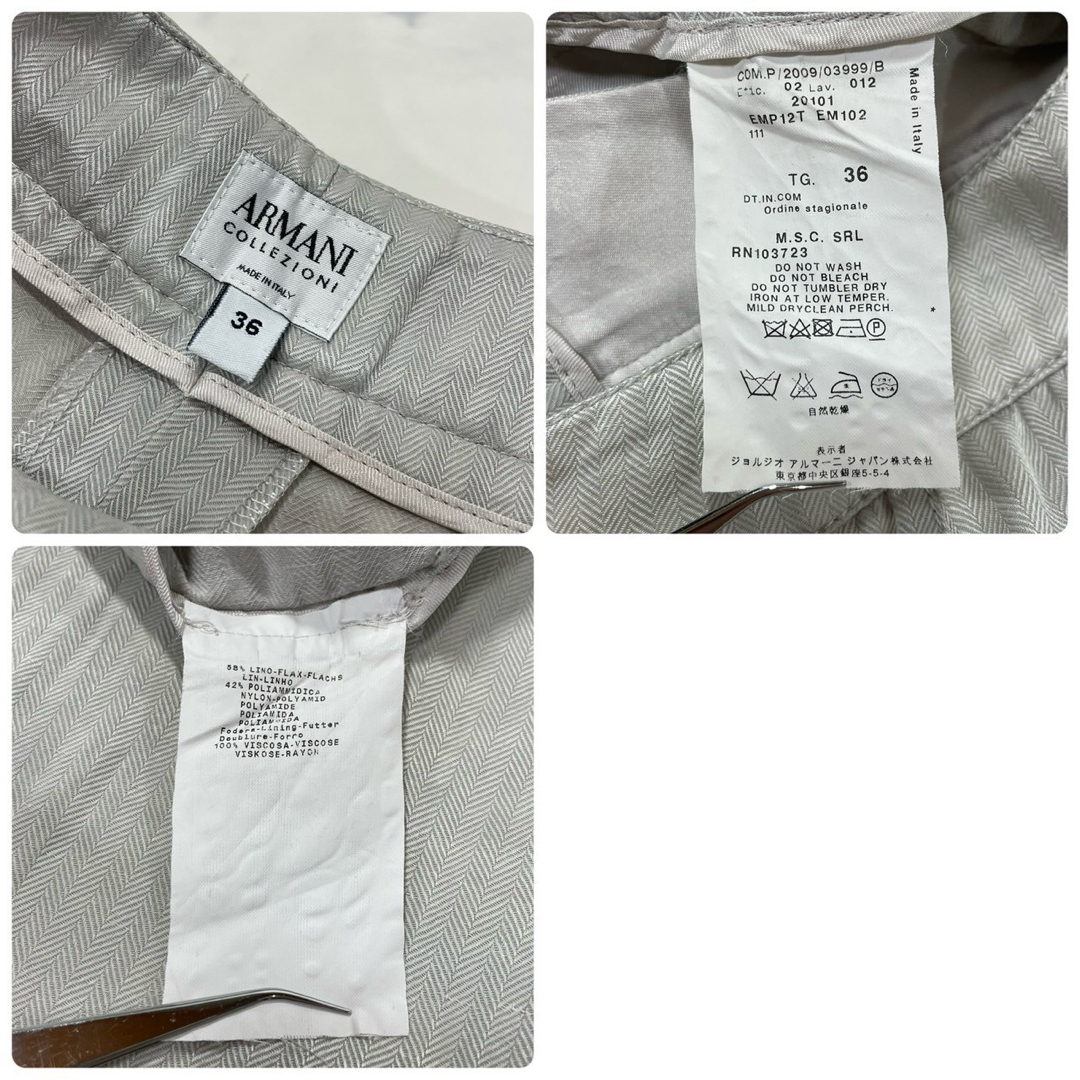 ARMANI
COLLEZIONI
MADE IN ITALY
36
COM.P/2009/03999/B
02 Lav. 012
20101
EMP12T EM102
111
Made in Italy
TG. 36
DT.IN.COM
Ordine stagionale
M.S.C. SRL
RN103723
DO NOT WASH
DO NOT BLEACH
DO NOT TUMBLER DRY
IRON AT LOW TEMPER.
MILD DRYCLEAN PERCH.
*
P
ドライ
自然乾燥
表示者
ジョルジオ アルマーニ ジャパン株式会社
東京都中央区銀座5-5-4
58% LINO-FLAX-FLACHS
LIN-LINHO
42% POLIAMMIDICA
NYLON-POLYAMID
POLYAMIDE
POLIAMIDA
POLIAMIDA
Fodera-Lining-Futter
Doublure-Forro
100% VISCOSA-VISCOSE
VISKOSE-RAYON